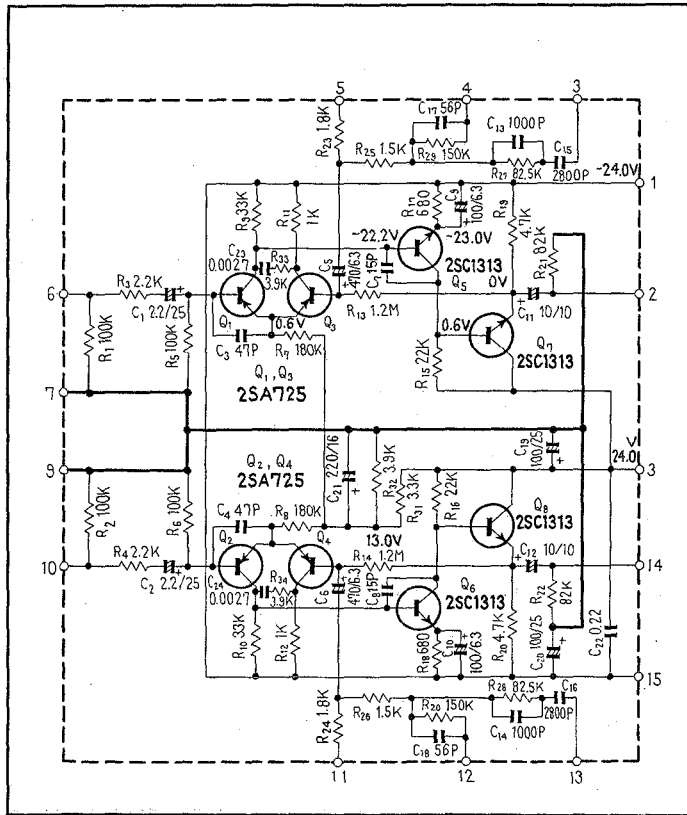 5 4 3
C17 56P
C13 1000P
R23 1.8K
R25 1.5K
R29 150K
C15
R27 82.5K
2800P
-24.0V
1
R9 33K
R11 1K
R17 680
C9 100/6.3
R19 4.7K
R21 82K
-22.2V
-23.0V
C23 0.0027
R33 3.9K
C5 470/6.3
C7 15P
2SC1313
Q5
0V
6
R3 2.2K
C1 2.2/25
R13 1.2M
C11 10/10
2
R1 100K
R5 100K
Q1
0.6V
Q3
C3 47P
R7 180K
0.6V
R15 22K
Q7
2SC1313
Q1, Q3
2SA725
7
C19 100/25
V
24.0
9
3
Q2, Q4
2SA725
C21 220/16
R32 3.9K
R31 3.3K
R16 22K
R2 100K
R6 100K
C4 47P
R8 180K
Q8
2SC1313
13.0V
Q2
Q4
R14 1.2M
C12 10/10
14
10
R4 2.2K
C2 2.2/25
C24 0.0027
R34 3.9K
C6 470/6.3
C8 15P
Q6
2SC1313
R22 82K
R10 33K
R12 1K
R18 680
C10 100/6.3
R20 4.7K
C20 100/25
C22 0.22
15
R24 1.8K
R26 1.5K
R20 150K
R28 82.5K
C16
2800P
C18 56P
C14 1000P
11 12 13